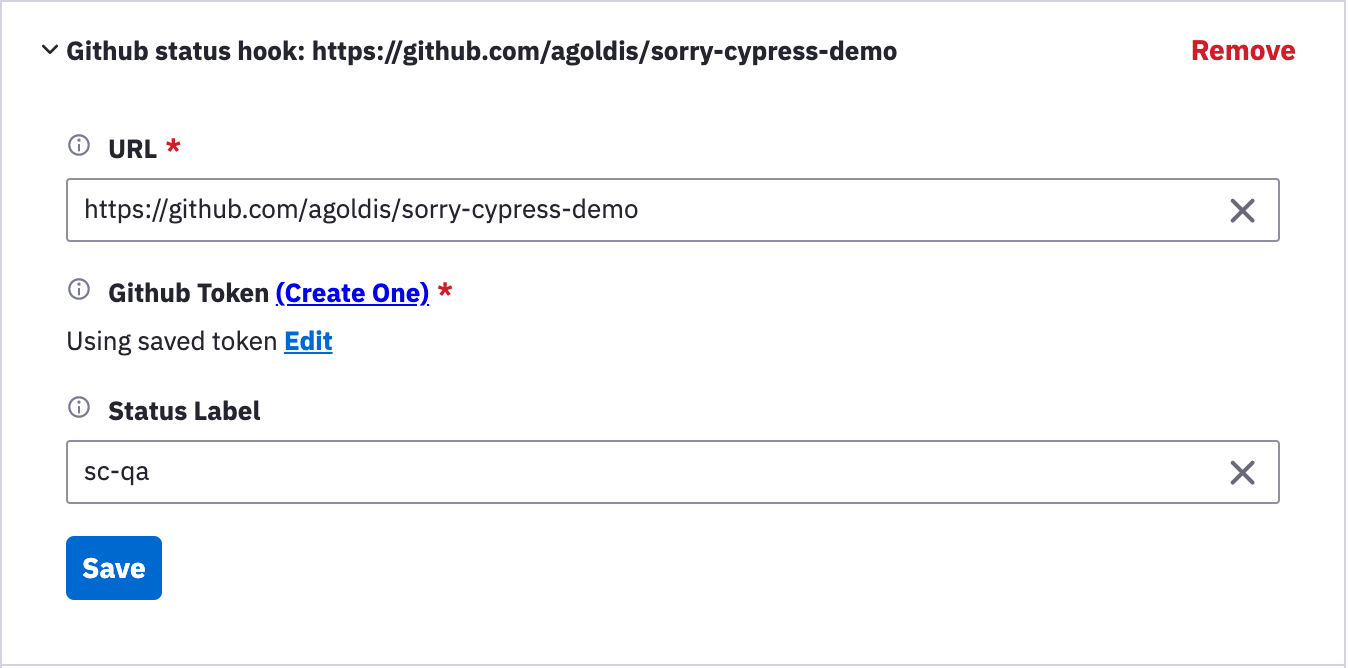 Github status hook: https://github.com/agoldis/sorry-cypress-demo Remove
URL *
https://github.com/agoldis/sorry-cypress-demo
Github Token (Create One) *
Using saved token Edit
Status Label
sc-qa
Save